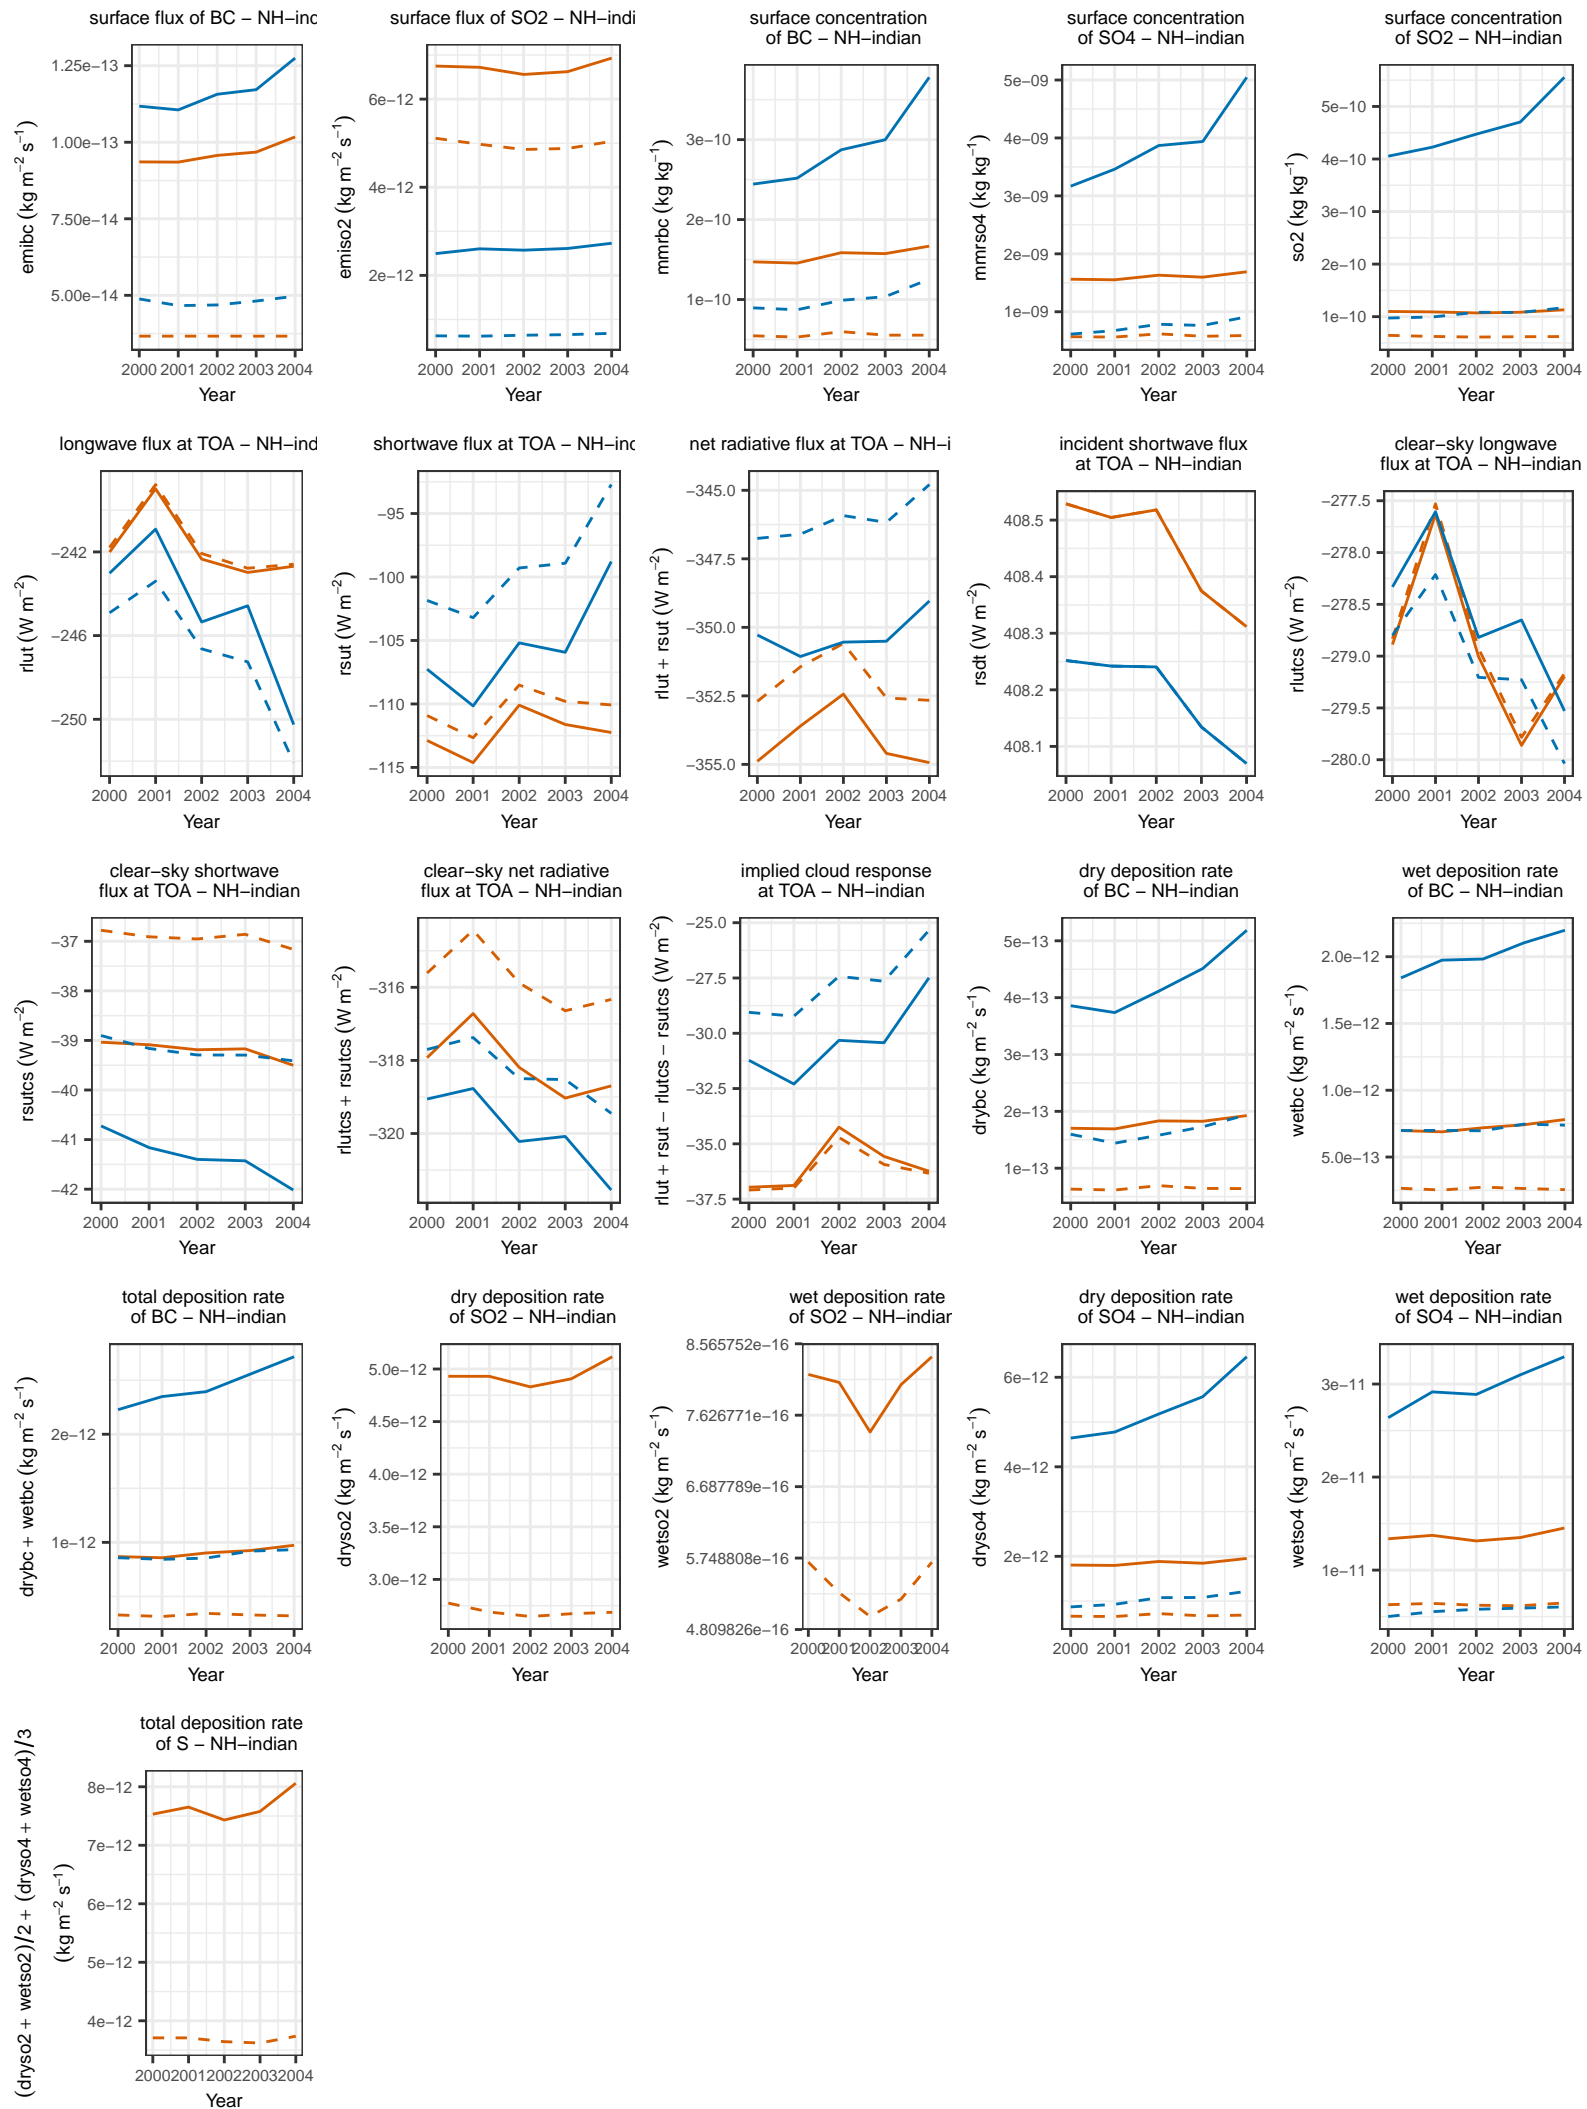 surface flux of BC − NH−inc
emibc (kg m−2 s−1)
1.25e−13
1.00e−13
7.50e−14
5.00e−14
2000 2001 2002 2003 2004
Year
surface flux of SO2 − NH−indi
emiso2 (kg m−2 s−1)
6e−12
4e−12
2e−12
2000 2001 2002 2003 2004
Year
surface concentration
of BC − NH−indian
mmrbc (kg kg−1)
3e−10
2e−10
1e−10
2000 2001 2002 2003 2004
Year
surface concentration
of SO4 − NH−indian
mmrso4 (kg kg−1)
5e−09
4e−09
3e−09
2e−09
1e−09
2000 2001 2002 2003 2004
Year
surface concentration
of SO2 − NH−indian
so2 (kg kg−1)
5e−10
4e−10
3e−10
2e−10
1e−10
2000 2001 2002 2003 2004
Year
longwave flux at TOA − NH−ind
rlut (W m−2)
−242
−246
−250
2000 2001 2002 2003 2004
Year
shortwave flux at TOA − NH−inc
rsut (W m−2)
−95
−100
−105
−110
−115
2000 2001 2002 2003 2004
Year
net radiative flux at TOA − NH−i
rlut + rsut (W m−2)
−345.0
−347.5
−350.0
−352.5
−355.0
2000 2001 2002 2003 2004
Year
incident shortwave flux
at TOA − NH−indian
rsdt (W m−2)
408.5
408.4
408.3
408.2
408.1
2000 2001 2002 2003 2004
Year
clear−sky longwave
flux at TOA − NH−indian
rlutcs (W m−2)
−277.5
−278.0
−278.5
−279.0
−279.5
−280.0
2000 2001 2002 2003 2004
Year
clear−sky shortwave
flux at TOA − NH−indian
rsutcs (W m−2)
−37
−38
−39
−40
−41
−42
2000 2001 2002 2003 2004
Year
clear−sky net radiative
flux at TOA − NH−indian
rlutcs + rsutcs (W m−2)
−316
−318
−320
2000 2001 2002 2003 2004
Year
implied cloud response
at TOA − NH−indian
rlut + rsut − rlutcs − rsutcs (W m−2)
−25.0
−27.5
−30.0
−32.5
−35.0
−37.5
2000 2001 2002 2003 2004
Year
dry deposition rate
of BC − NH−indian
drybc (kg m−2 s−1)
5e−13
4e−13
3e−13
2e−13
1e−13
2000 2001 2002 2003 2004
Year
wet deposition rate
of BC − NH−indian
wetbc (kg m−2 s−1)
2.0e−12
1.5e−12
1.0e−12
5.0e−13
2000 2001 2002 2003 2004
Year
total deposition rate
of BC − NH−indian
drybc + wetbc (kg m−2 s−1)
2e−12
1e−12
2000 2001 2002 2003 2004
Year
dry deposition rate
of SO2 − NH−indian
dryso2 (kg m−2 s−1)
5.0e−12
4.5e−12
4.0e−12
3.5e−12
3.0e−12
2000 2001 2002 2003 2004
Year
wet deposition rate
of SO2 − NH−indiar
wetso2 (kg m−2 s−1)
8.565752e−16
7.626771e−16
6.687789e−16
5.748808e−16
4.809826e−16
2000 2001 2002 2003 2004
Year
dry deposition rate
of SO4 − NH−indian
dryso4 (kg m−2 s−1)
6e−12
4e−12
2e−12
2000 2001 2002 2003 2004
Year
wet deposition rate
of SO4 − NH−indian
wetso4 (kg m−2 s−1)
3e−11
2e−11
1e−11
2000 2001 2002 2003 2004
Year
total deposition rate
of S − NH−indian
(dryso2 + wetso2)/2 + (dryso4 + wetso4)/3
(kg m−2 s−1)
8e−12
7e−12
6e−12
5e−12
4e−12
2000 2001 2002 2003 2004
Year